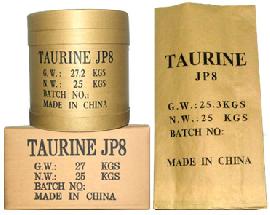 TAURINE JP8
G.W.: 27.2 KGS
N.W.: 25 KGS
BATCH NO:
MADE IN CHINA
TAURINE JP8
G.W.: 27 KGS
N.W.: 25 KGS
BATCH NO:
MADE IN CHINA
TAURINE
JP8
G.W.:25.3KGS
N.W.:25 KGS
BATCH NO:
MADE IN CHINA